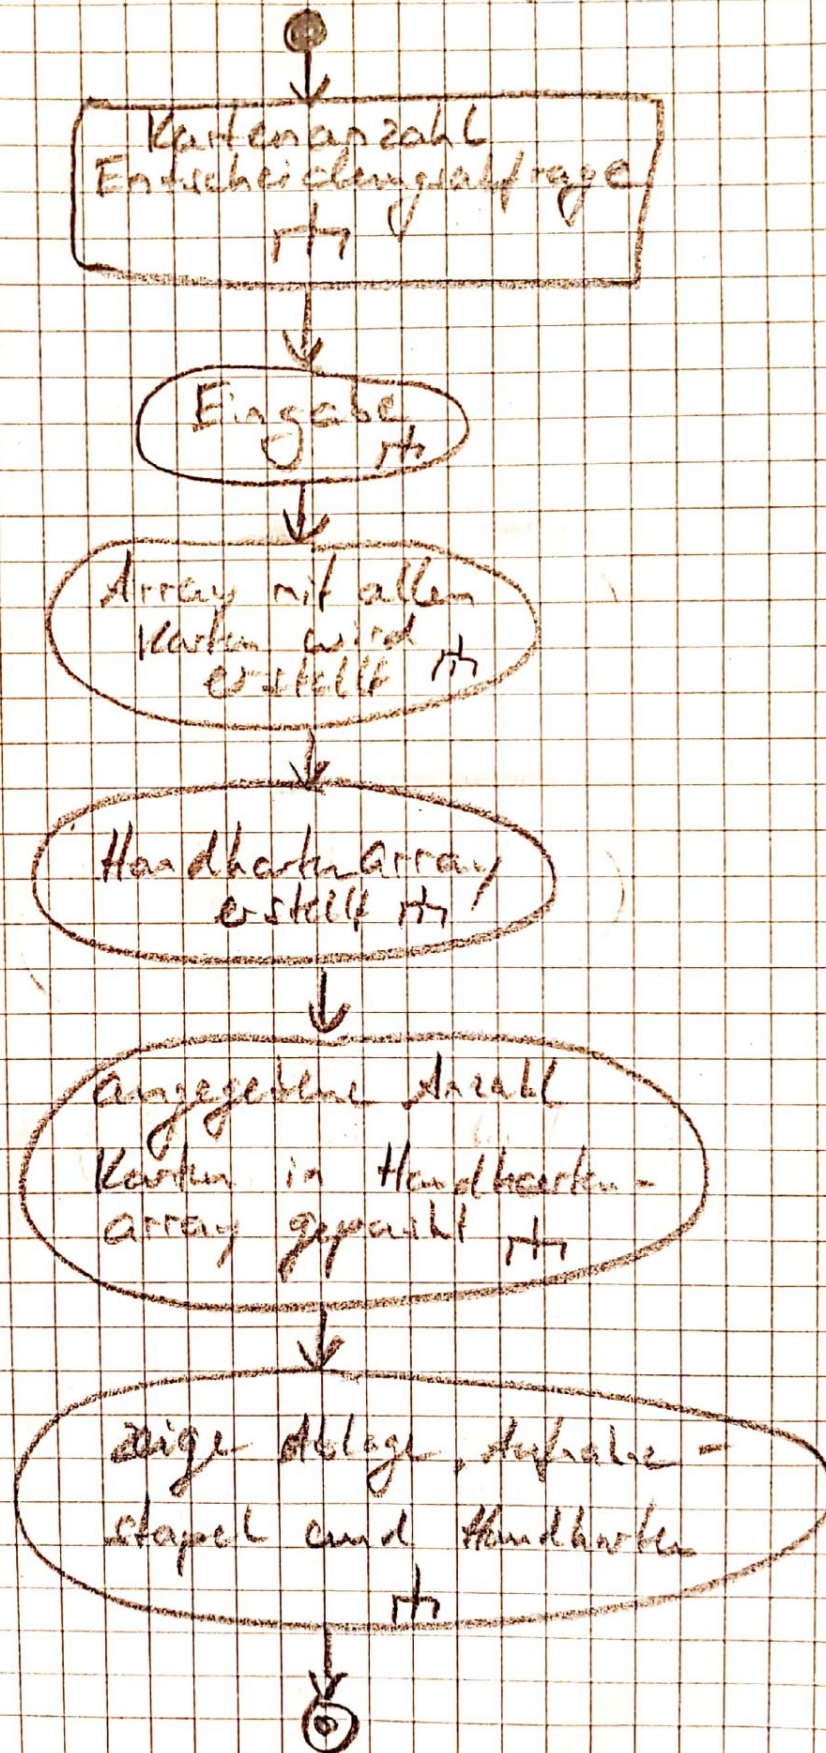 Kartenanzahl
Entscheidungsabfrage
Eingabe
Array mit allen
Karten wird
erstellt
Handkartenarray
erstellt
angegebene Anzahl
Karten in Handkarten-
array gepackt
zeige Ablage, Aufnahme-
stapel und Handkarten